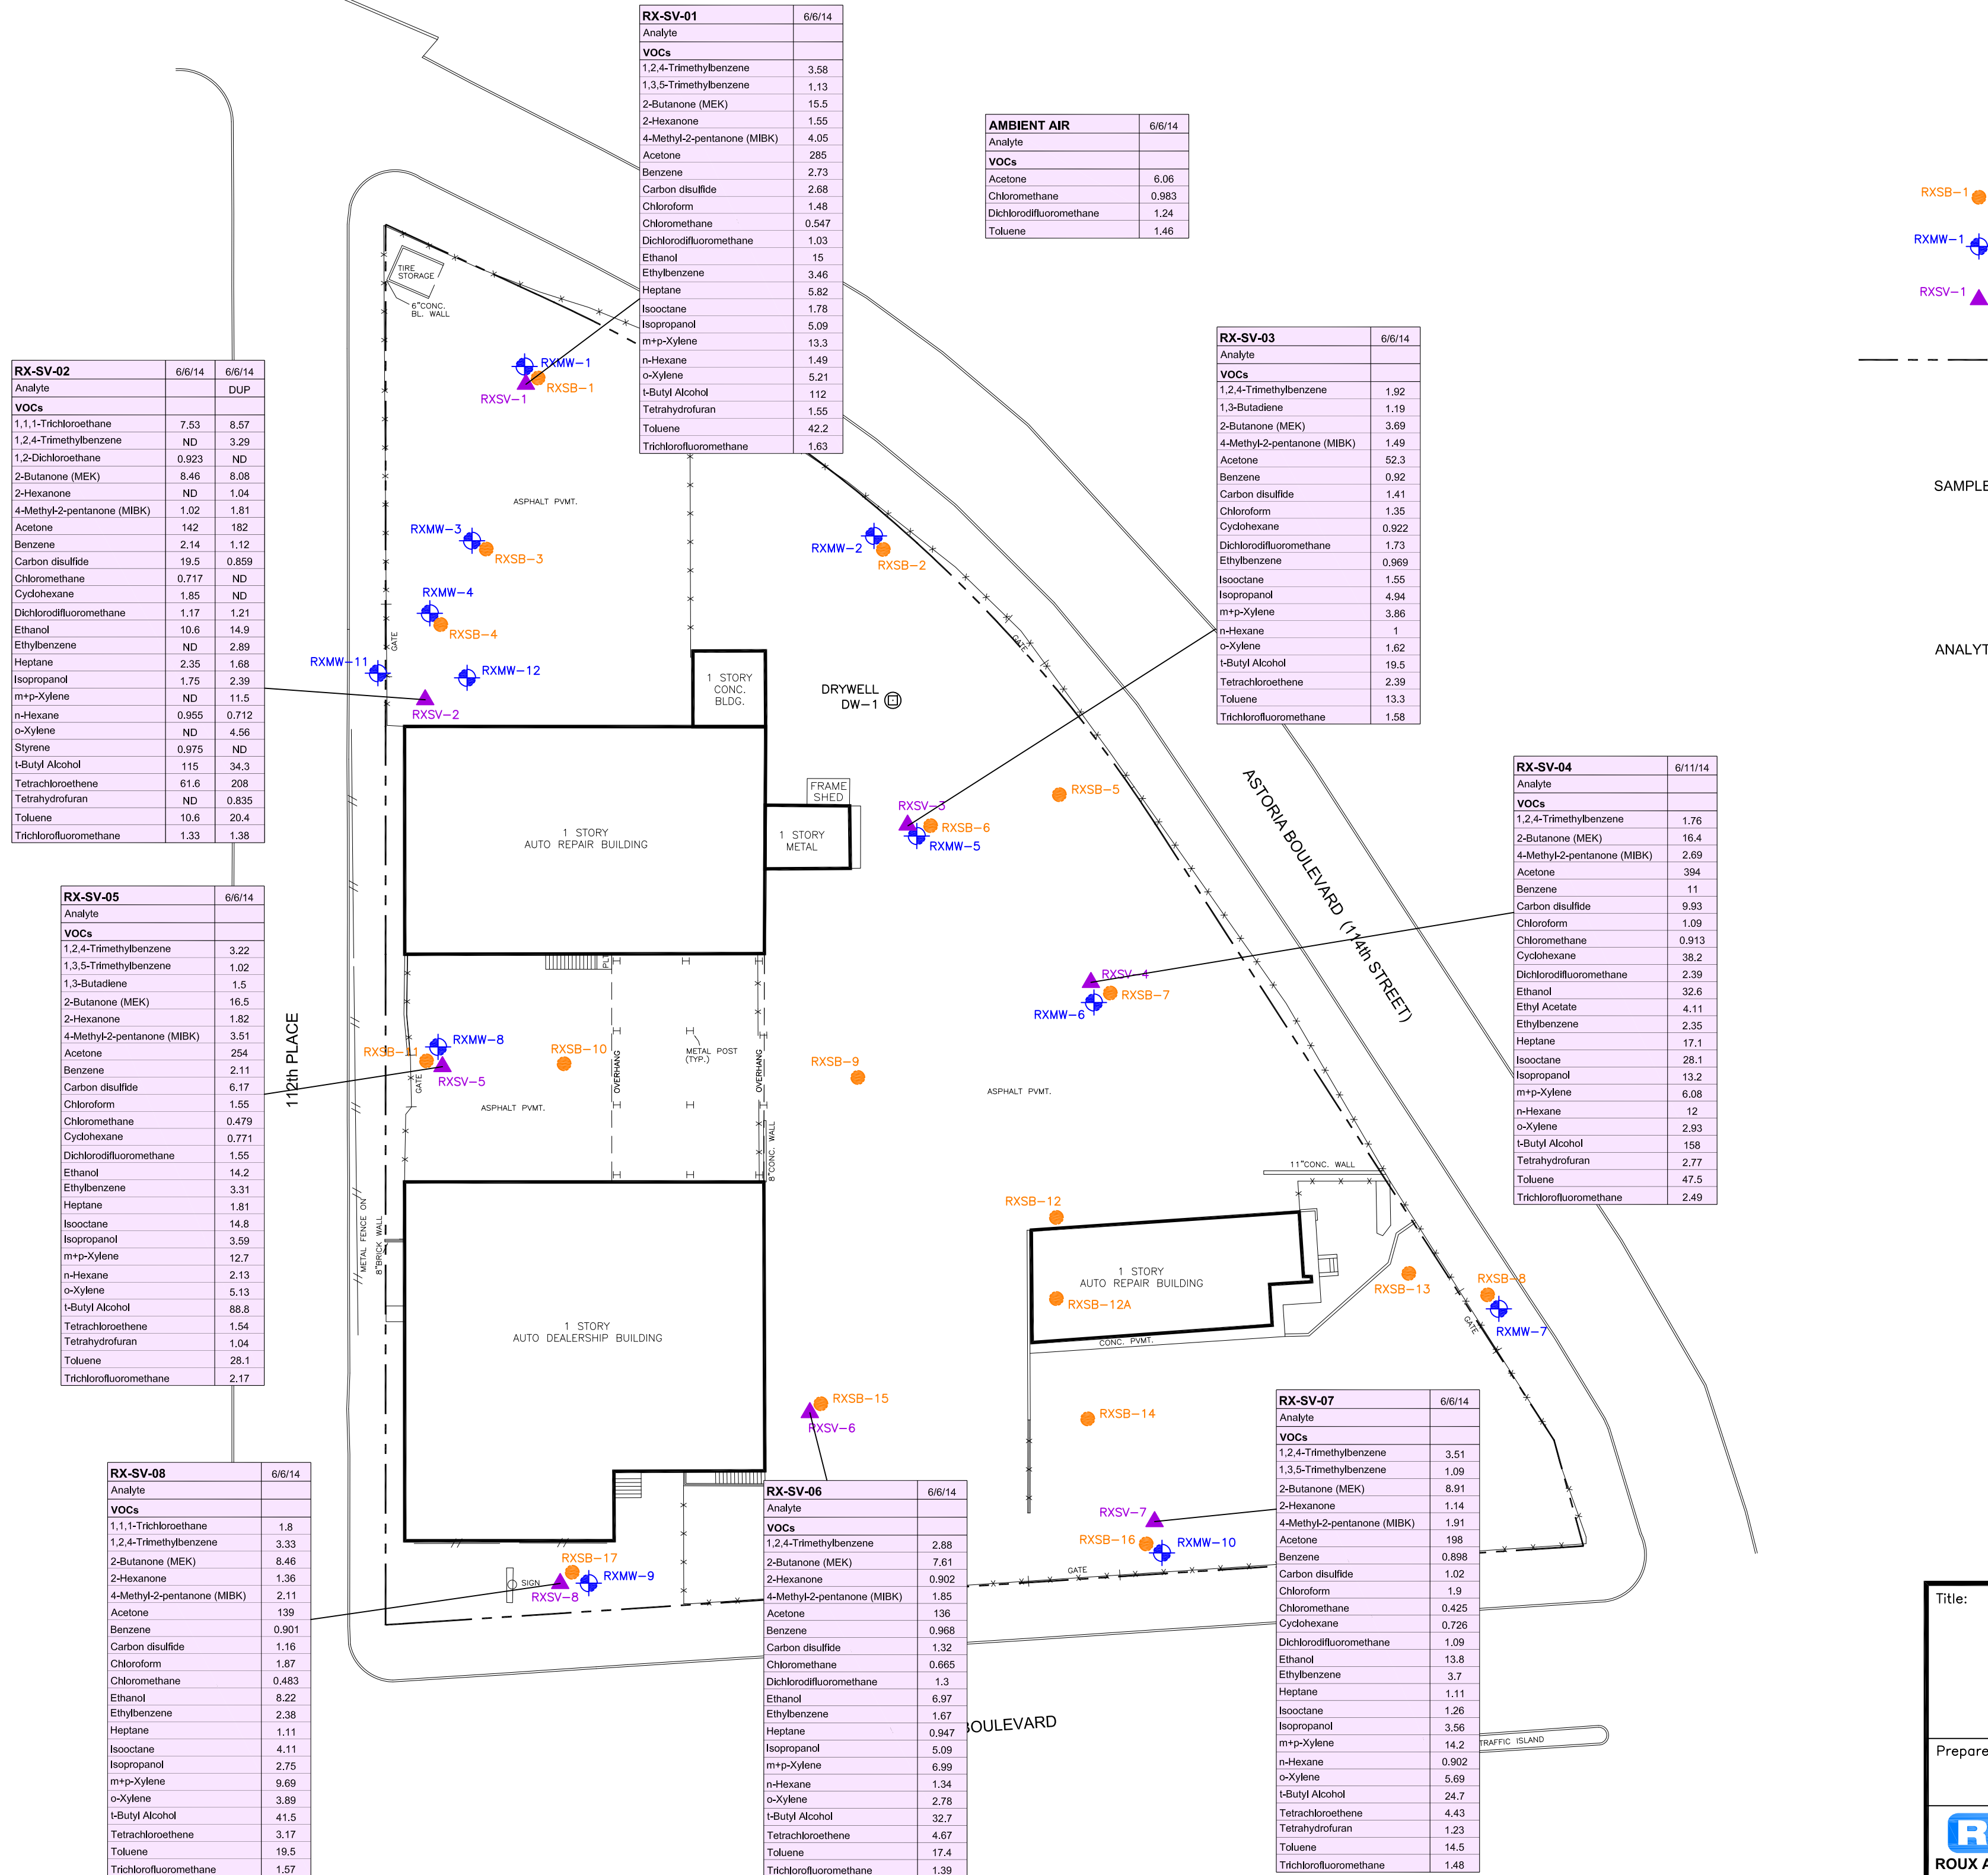 RX-SV-01 6/6/14
Analyte
VOCs
1,2,4-Trimethylbenzene 3.58
1,3,5-Trimethylbenzene 1.13
2-Butanone (MEK) 15.5
2-Hexanone 1.55
4-Methyl-2-pentanone (MIBK) 4.05
Acetone 285
Benzene 2.73
Carbon disulfide 2.68
Chloroform 1.48
Chloromethane 0.547
Dichlorodifluoromethane 1.03
Ethanol 15
Ethylbenzene 3.46
Heptane 5.82
Isooctane 1.78
Isopropanol 5.09
m+p-Xylene 13.3
n-Hexane 1.49
o-Xylene 5.21
t-Butyl Alcohol 112
Tetrahydrofuran 1.55
Toluene 42.2
Trichlorofluoromethane 1.63
AMBIENT AIR 6/6/14
Analyte
VOCs
Acetone 6.06
Chloromethane 0.983
Dichlorodifluoromethane 1.24
Toluene 1.46
RXSB-1
RXMW-1
RXSV-1
SAMPLE
ANALYT
RX-SV-02 6/6/14 6/6/14
Analyte DUP
VOCs
1,1,1-Trichloroethane 7.53 8.57
1,2,4-Trimethylbenzene ND 3.29
1,2-Dichloroethane 0.923 ND
2-Butanone (MEK) 8.46 8.08
2-Hexanone ND 1.04
4-Methyl-2-pentanone (MIBK) 1.02 1.81
Acetone 142 182
Benzene 2.14 1.12
Carbon disulfide 19.5 0.859
Chloromethane 0.717 ND
Cyclohexane 1.85 ND
Dichlorodifluoromethane 1.17 1.21
Ethanol 10.6 14.9
Ethylbenzene ND 2.89
Heptane 2.35 1.68
Isopropanol 1.75 2.39
m+p-Xylene ND 11.5
n-Hexane 0.955 0.712
o-Xylene ND 4.56
Styrene 0.975 ND
t-Butyl Alcohol 115 34.3
Tetrachloroethene 61.6 208
Tetrahydrofuran ND 0.835
Toluene 10.6 20.4
Trichlorofluoromethane 1.33 1.38
RX-SV-03 6/6/14
Analyte
VOCs
1,2,4-Trimethylbenzene 1.92
1,3-Butadiene 1.19
2-Butanone (MEK) 3.69
4-Methyl-2-pentanone (MIBK) 1.49
Acetone 52.3
Benzene 0.92
Carbon disulfide 1.41
Chloroform 1.35
Cyclohexane 0.922
Dichlorodifluoromethane 1.73
Ethylbenzene 0.969
Isooctane 1.55
Isopropanol 4.94
m+p-Xylene 3.86
n-Hexane 1
o-Xylene 1.62
t-Butyl Alcohol 19.5
Tetrachloroethene 2.39
Toluene 13.3
Trichlorofluoromethane 1.58
RX-SV-04 6/11/14
Analyte
VOCs
1,2,4-Trimethylbenzene 1.76
2-Butanone (MEK) 16.4
4-Methyl-2-pentanone (MIBK) 2.69
Acetone 394
Benzene 11
Carbon disulfide 9.93
Chloroform 1.09
Chloromethane 0.913
Cyclohexane 38.2
Dichlorodifluoromethane 2.39
Ethanol 32.6
Ethyl Acetate 4.11
Ethylbenzene 2.35
Heptane 17.1
Isooctane 28.1
Isopropanol 13.2
m+p-Xylene 6.08
n-Hexane 12
o-Xylene 2.93
t-Butyl Alcohol 158
Tetrahydrofuran 2.77
Toluene 47.5
Trichlorofluoromethane 2.49
RX-SV-05 6/6/14
Analyte
VOCs
1,2,4-Trimethylbenzene 3.22
1,3,5-Trimethylbenzene 1.02
1,3-Butadiene 1.5
2-Butanone (MEK) 16.5
2-Hexanone 1.82
4-Methyl-2-pentanone (MIBK) 3.51
Acetone 254
Benzene 2.11
Carbon disulfide 6.17
Chloroform 1.55
Chloromethane 0.479
Cyclohexane 0.771
Dichlorodifluoromethane 1.55
Ethanol 14.2
Ethylbenzene 3.31
Heptane 1.81
Isooctane 14.8
Isopropanol 3.59
m+p-Xylene 12.7
n-Hexane 2.13
o-Xylene 5.13
t-Butyl Alcohol 88.8
Tetrachloroethene 1.54
Tetrahydrofuran 1.04
Toluene 28.1
Trichlorofluoromethane 2.17
RX-SV-08 6/6/14
Analyte
VOCs
1,1,1-Trichloroethane 1.8
1,2,4-Trimethylbenzene 3.33
2-Butanone (MEK) 8.46
2-Hexanone 1.36
4-Methyl-2-pentanone (MIBK) 2.11
Acetone 139
Benzene 0.901
Carbon disulfide 1.16
Chloroform 1.87
Chloromethane 0.483
Ethanol 8.22
Ethylbenzene 2.38
Heptane 1.11
Isooctane 4.11
Isopropanol 2.75
m+p-Xylene 9.69
o-Xylene 3.89
t-Butyl Alcohol 41.5
Tetrachloroethene 3.17
Toluene 19.5
Trichlorofluoromethane 1.57
RX-SV-06 6/6/14
Analyte
VOCs
1,2,4-Trimethylbenzene 2.88
2-Butanone (MEK) 7.61
2-Hexanone 0.902
4-Methyl-2-pentanone (MIBK) 1.85
Acetone 136
Benzene 0.968
Carbon disulfide 1.32
Chloromethane 0.665
Dichlorodifluoromethane 1.3
Ethanol 6.97
Ethylbenzene 1.67
Heptane 0.947
Isopropanol 5.09
m+p-Xylene 6.99
n-Hexane 1.34
o-Xylene 2.78
t-Butyl Alcohol 32.7
Tetrachloroethene 4.67
Toluene 17.4
Trichlorofluoromethane 1.39
RX-SV-07 6/6/14
Analyte
VOCs
1,2,4-Trimethylbenzene 3.51
1,3,5-Trimethylbenzene 1.09
2-Butanone (MEK) 8.91
2-Hexanone 1.14
4-Methyl-2-pentanone (MIBK) 1.91
Acetone 198
Benzene 0.898
Carbon disulfide 1.02
Chloroform 1.9
Chloromethane 0.425
Cyclohexane 0.726
Dichlorodifluoromethane 1.09
Ethanol 13.8
Ethylbenzene 3.7
Heptane 1.11
Isooctane 1.26
Isopropanol 3.56
m+p-Xylene 14.2
n-Hexane 0.902
o-Xylene 5.69
t-Butyl Alcohol 24.7
Tetrachloroethene 4.43
Tetrahydrofuran 1.23
Toluene 14.5
Trichlorofluoromethane 1.48
TIRE
STORAGE
6"CONC.
BL. WALL
RXMW-1
RXSB-1
RXSV-1
ASPHALT PVMT.
RXMW-3
RXSB-3
RXMW-2
RXSB-2
RXMW-4
RXSB-4
GATE
GATE
RXMW-11
RXMW-12
RXSV-2
1 STORY
CONC.
BLDG.
DRYWELL
DW-1
FRAME
SHED
1 STORY
METAL
1 STORY
AUTO REPAIR BUILDING
RXSV-3
RXSB-6
RXMW-5
RXSB-5
ASTORIA BOULEVARD (114th STREET)
PLT
RXSV-4
RXSB-7
RXMW-6
112th PLACE
RXMW-8
RXSB-11
RXSV-5
GATE
RXSB-10
OVERHANG
METAL POST
(TYP.)
OVERHANG
RXSB-9
ASPHALT PVMT.
ASPHALT PVMT.
8"CONC. WALL
11"CONC. WALL
METAL FENCE ON
8"BRICK WALL
RXSB-12
1 STORY
AUTO REPAIR BUILDING
RXSB-12A
CONC. PVMT.
RXSB-13
RXSB-8
RXMW-7
GATE
1 STORY
AUTO DEALERSHIP BUILDING
RXSB-15
RXSV-6
RXSB-14
RXSV-7
RXSB-16
RXMW-10
GATE
RXSB-17
SIGN
RXMW-9
RXSV-8
BOULEVARD
TRAFFIC ISLAND
Title:
Prepare
R
ROUX A